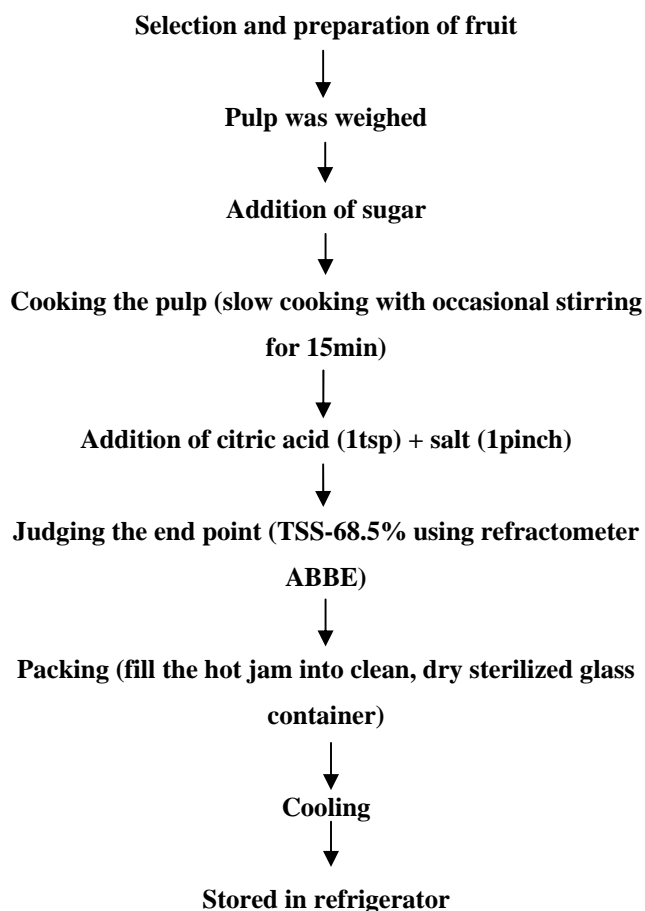 Selection and preparation of fruit
Pulp was weighed
Addition of sugar
Cooking the pulp (slow cooking with occasional stirring
for 15min)
Addition of citric acid (1tsp) + salt (1pinch)
Judging the end point (TSS-68.5% using refractometer
ABBE)
Packing (fill the hot jam into clean, dry sterilized glass
container)
Cooling
Stored in refrigerator